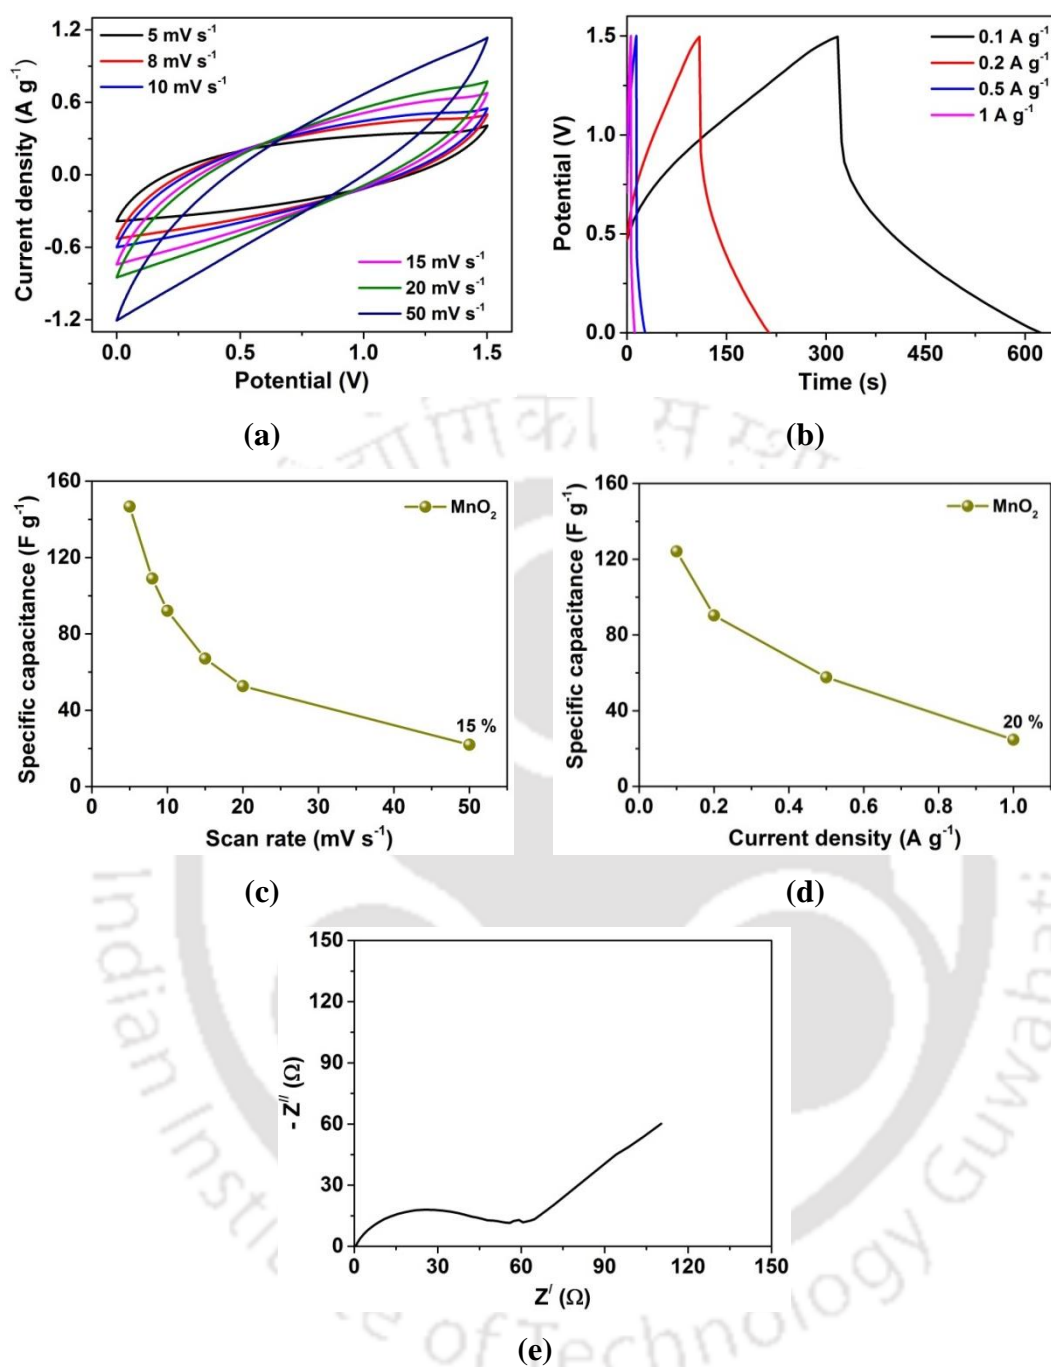 1.2
0.6
0.0
-0.6
-1.2
Current density (A g⁻¹)
5 mV s⁻¹
8 mV s⁻¹
10 mV s⁻¹
15 mV s⁻¹
20 mV s⁻¹
50 mV s⁻¹
0.0 0.5 1.0 1.5
Potential (V)
(a)
1.5
1.0
0.5
0.0
Potential (V)
0.1 A g⁻¹
0.2 A g⁻¹
0.5 A g⁻¹
1 A g⁻¹
0 150 300 450 600
Time (s)
(b)
160
120
80
40
0
Specific capacitance (F g⁻¹)
MnO₂
15 %
0 10 20 30 40 50
Scan rate (mV s⁻¹)
(c)
160
120
80
40
0
Specific capacitance (F g⁻¹)
MnO₂
20 %
0.0 0.2 0.4 0.6 0.8 1.0
Current density (A g⁻¹)
(d)
150
120
90
60
30
0
- Z// (Ω)
0 30 60 90 120 150
Z/ (Ω)
(e)
Indian Institute of Technology Guwahati